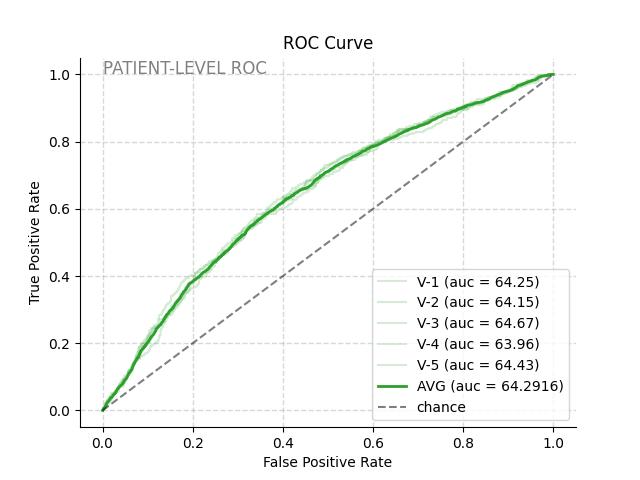 ROC Curve
PATIENT-LEVEL ROC
1.0
0.8
0.6
0.4
0.2
0.0
True Positive Rate
V-1 (auc = 64.25)
V-2 (auc = 64.15)
V-3 (auc = 64.67)
V-4 (auc = 63.96)
V-5 (auc = 64.43)
AVG (auc = 64.2916)
chance
0.0 0.2 0.4 0.6 0.8 1.0
False Positive Rate